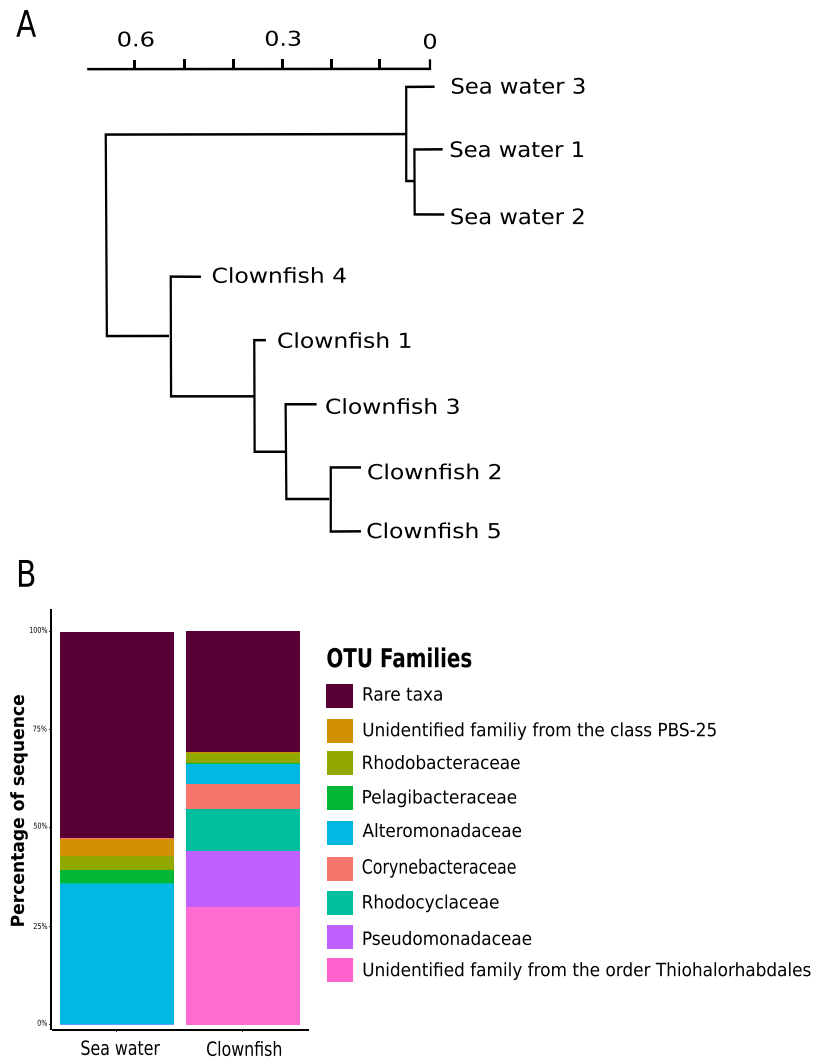 A
0.6 0.3 0
Sea water 3
Sea water 1
Sea water 2
Clownfish 4
Clownfish 1
Clownfish 3
Clownfish 2
Clownfish 5
B
Percentage of sequence
100%
75%
50%
25%
0%
Sea water Clownfish
OTU Families
Rare taxa
Unidentified familiy from the class PBS-25
Rhodobacteraceae
Pelagibacteraceae
Alteromonadaceae
Corynebacteraceae
Rhodocyclaceae
Pseudomonadaceae
Unidentified family from the order Thiohalorhabdales